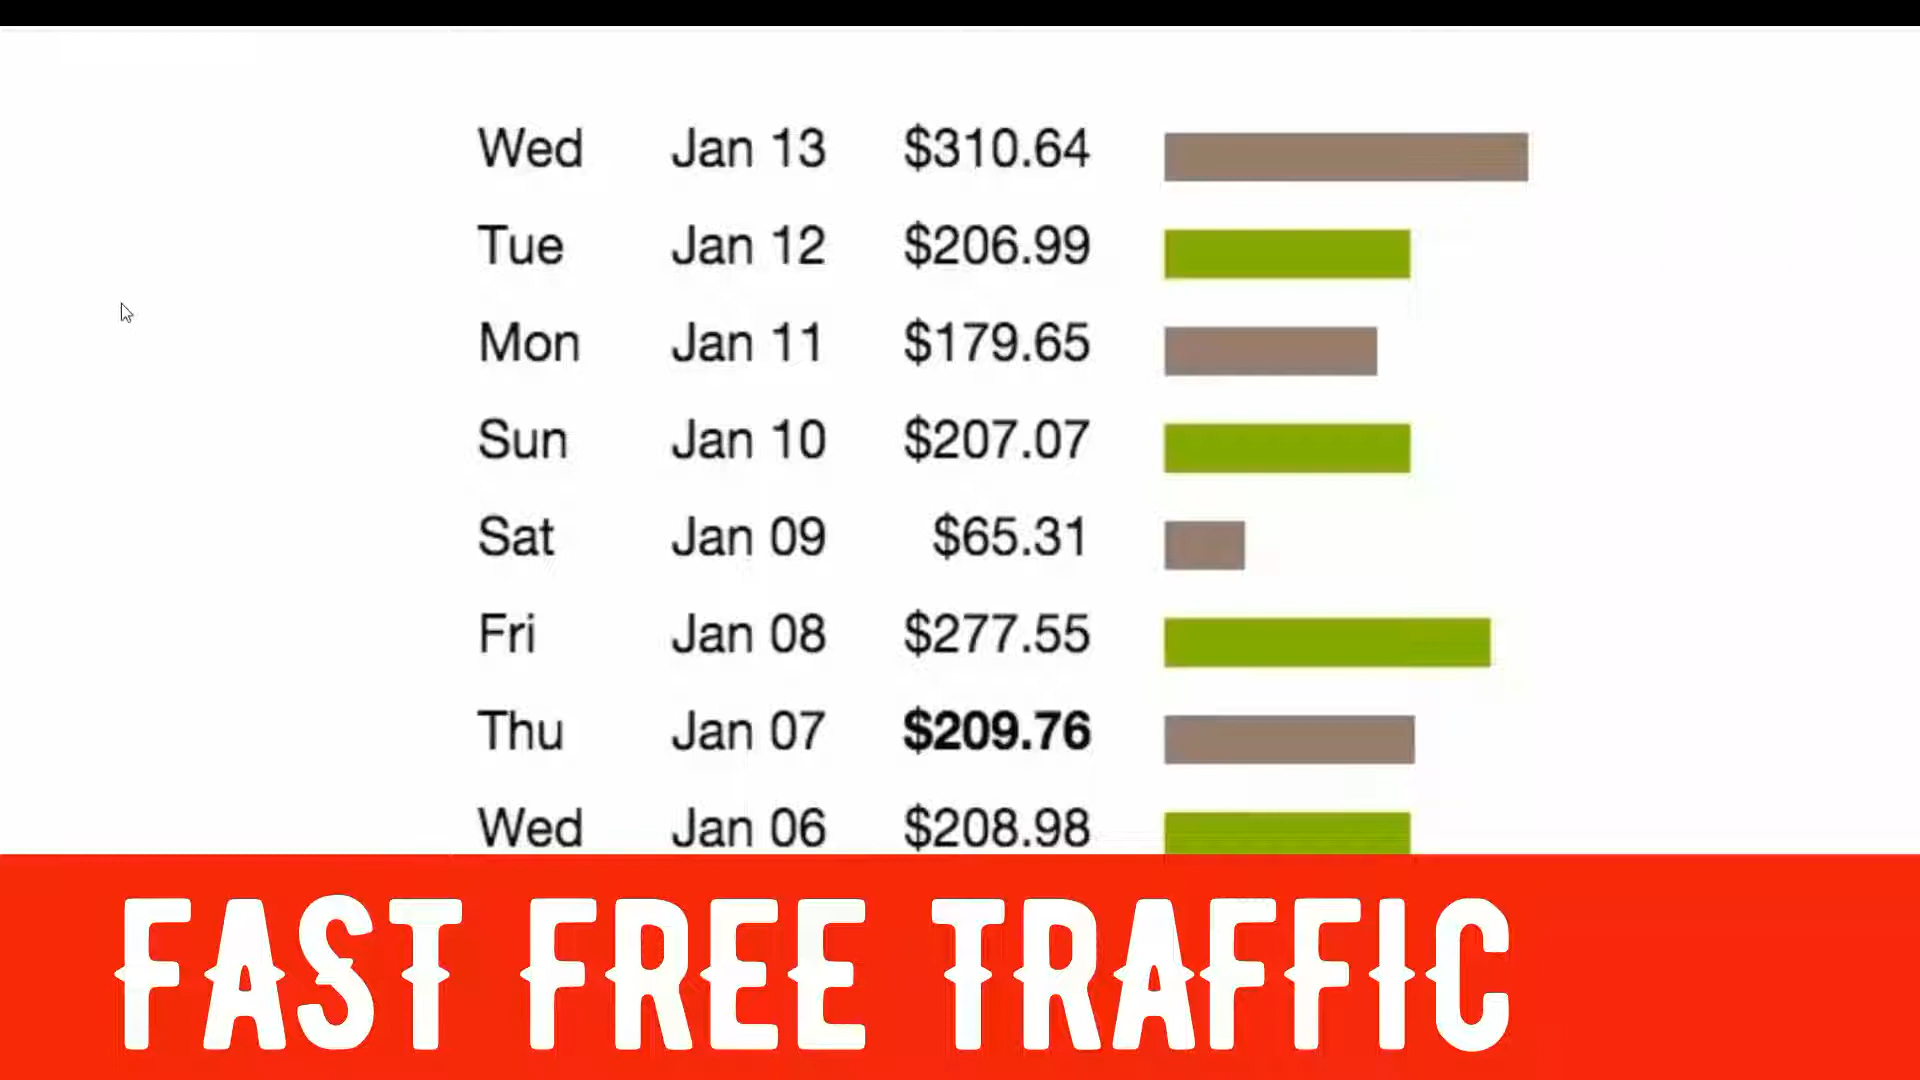 Wed Jan 13 $310.64
Tue Jan 12 $206.99
Mon Jan 11 $179.65
Sun Jan 10 $207.07
Sat Jan 09 $65.31
Fri Jan 08 $277.55
Thu Jan 07 $209.76
Wed Jan 06 $208.98
FAST FREE TRAFFIC